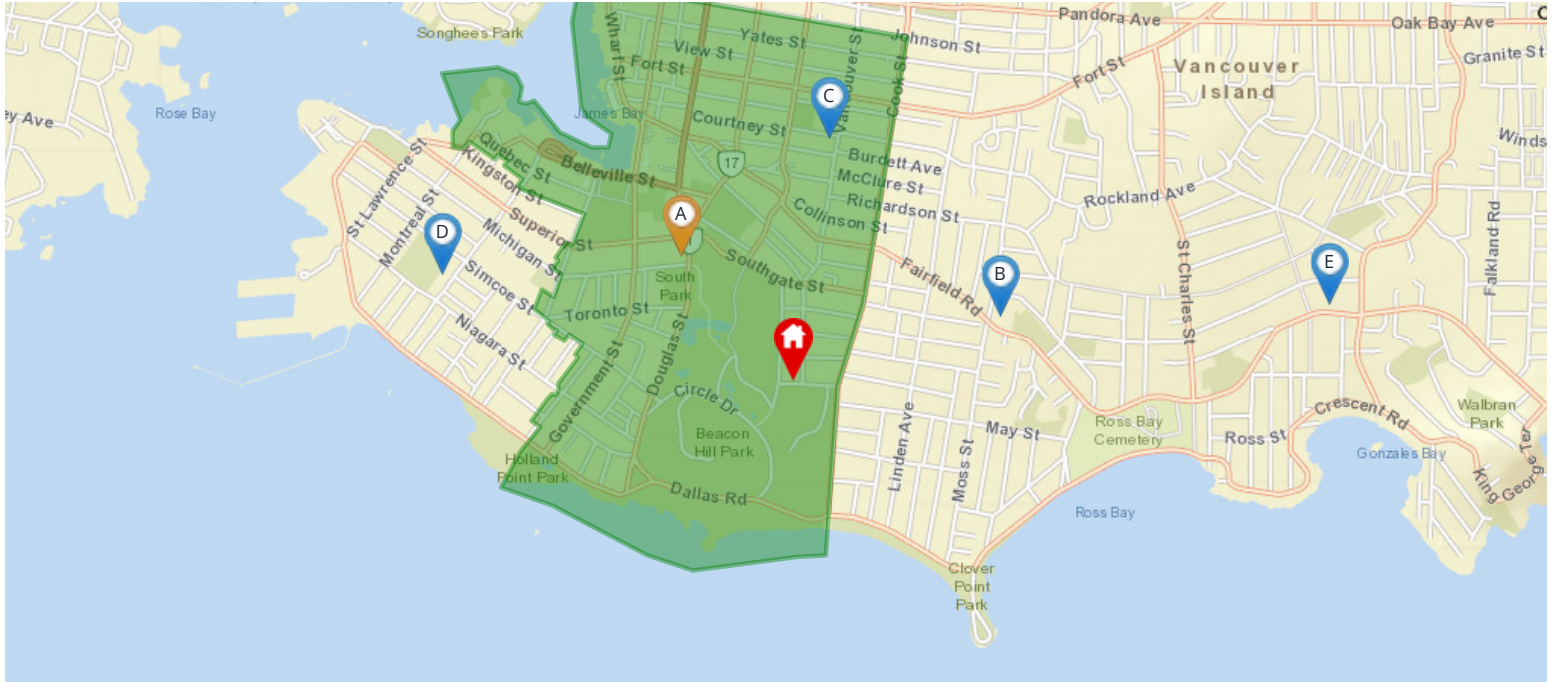 Songhees Park
Wharf St
Yates St
View St
Fort St
Vancouver St
Johnson St
Cook St
Pandora Ave
Oak Bay Ave
Granite St
Fort St
Vancouver
Island
Rose Bay
ey Ave
James Bay
C
Courtney St
17
Burdett Ave
McClure St
Richardson St
Collinson St
Rockland Ave
Winds
Falkland Rd
Quebec St
Belleville St
Kingston St
Superior St
St Lawrence St
Montreal St
Michigan St
Simcoe St
Niagara St
D
A
1
South
Park
Southgate St
Toronto St
Douglas St
Government St
Circle Dr
Beacon
Hill Park
Holland
Point Park
Dallas Rd
Fairfield Rd
B
E
St Charles St
Linden Ave
May St
Moss St
Ross Bay
Cemetery
Ross St
Crescent Rd
Walbran
Park
Gonzales Bay
King
George Ter
Ross Bay
Clover
Point
Park